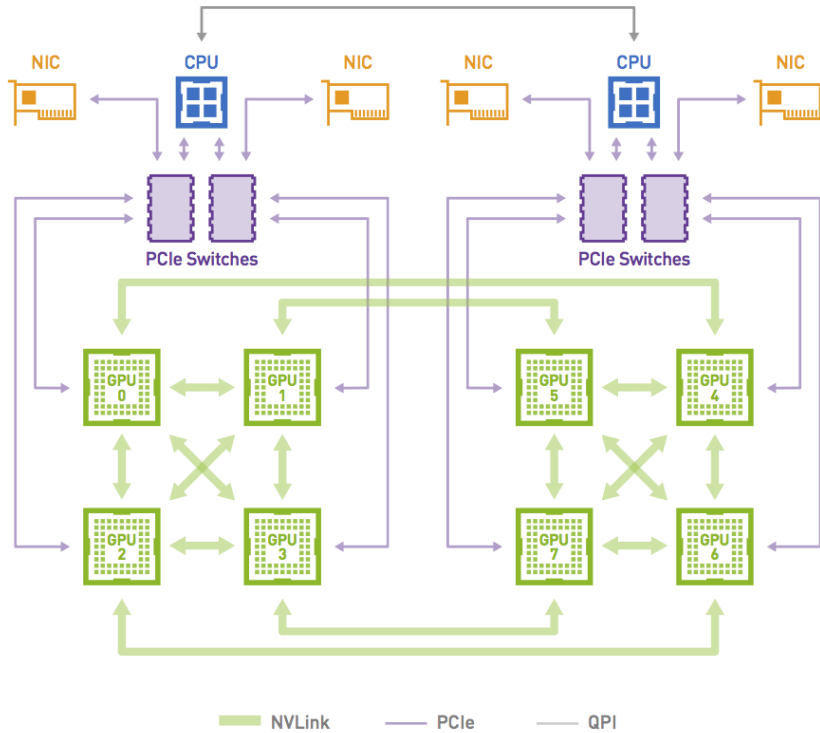 NIC
CPU
NIC
NIC
CPU
NIC
PCIe Switches
PCIe Switches
GPU
0
GPU
1
GPU
5
GPU
4
GPU
2
GPU
3
GPU
7
GPU
6
NVLink
PCIe
QPI